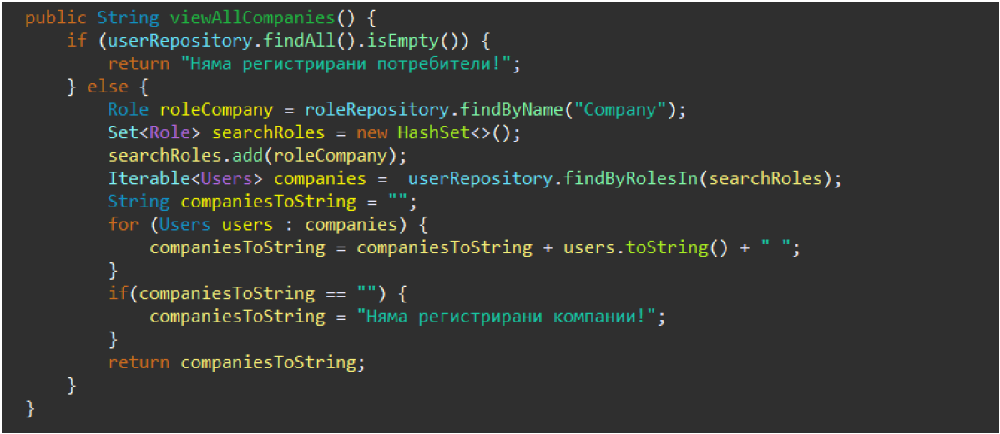 public String viewAllCompanies() {
if (userRepository.findAll().isEmpty()) {
return "Няма регистрирани потребители!";
} else {
Role roleCompany = roleRepository.findByName("Company");
Set<Role> searchRoles = new HashSet<>();
searchRoles.add(roleCompany);
Iterable<Users> companies =  userRepository.findByRolesIn(searchRoles);
String companiesToString = "";
for (Users users : companies) {
companiesToString = companiesToString + users.toString() + " ";
}
if(companiesToString == "") {
companiesToString = "Няма регистрирани компании!";
}
return companiesToString;
}
}